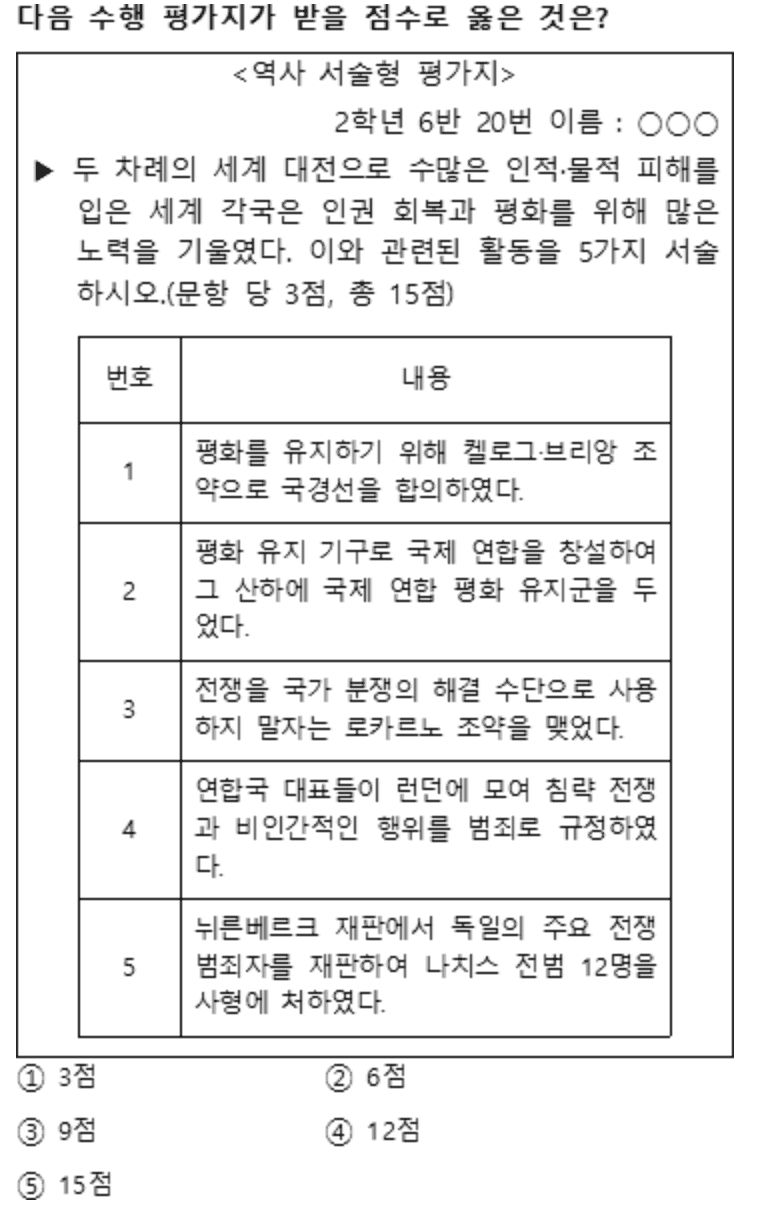 다음 수행 평가지가 받을 점수로 옳은 것은?
<역사 서술형 평가지>
2학년 6반 20번 이름 : ○○○
▶ 두 차례의 세계 대전으로 수많은 인적·물적 피해를
입은 세계 각국은 인권 회복과 평화를 위해 많은
노력을 기울였다. 이와 관련된 활동을 5가지 서술
하시오.(문항 당 3점, 총 15점)
번호 내용
1 평화를 유지하기 위해 켈로그·브리앙 조
약으로 국경선을 합의하였다.
2 평화 유지 기구로 국제 연합을 창설하여
그 산하에 국제 연합 평화 유지군을 두
었다.
3 전쟁을 국가 분쟁의 해결 수단으로 사용
하지 말자는 로카르노 조약을 맺었다.
4 연합국 대표들이 런던에 모여 침략 전쟁
과 비인간적인 행위를 범죄로 규정하였
다.
5 뉘른베르크 재판에서 독일의 주요 전쟁
범죄자를 재판하여 나치스 전범 12명을
사형에 처하였다.
① 3점 ② 6점
③ 9점 ④ 12점
⑤ 15점